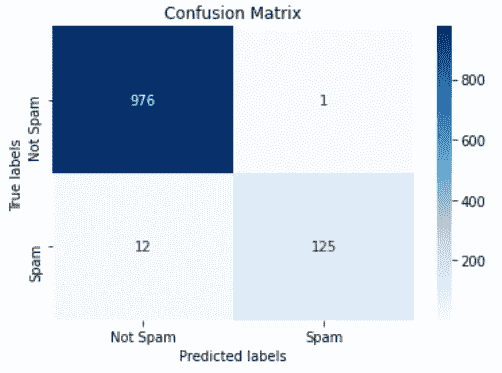 Confusion Matrix
976
1
12
125
True labels
Not Spam
Spam
Not Spam
Spam
Predicted labels
800
600
400
200